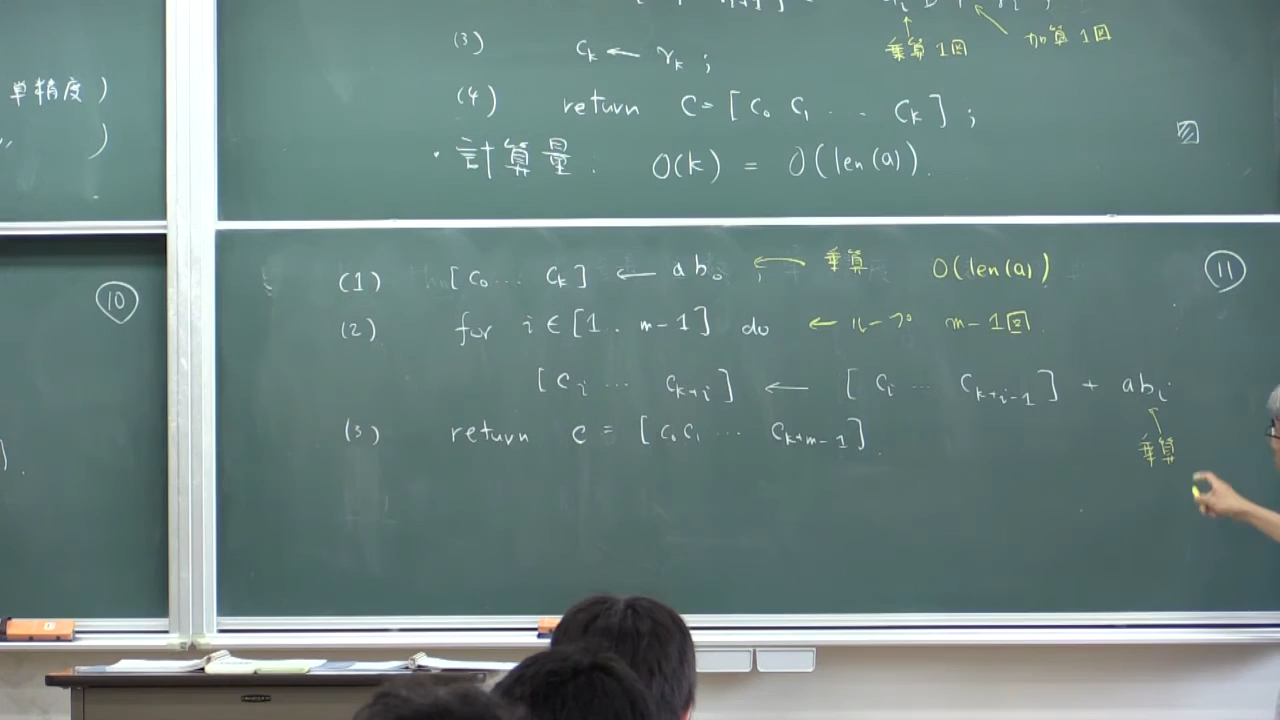 単精度)
〃 )
(3) c_k ← r_k ;
乗算 1回 加算 1回
(4) return c = [ c_0 c_1 ... c_k ] ;
・計算量. O(k) = O(len(a)).
⑩
⑪
(1) [ c_0 ... c_k ] ← a b_0 ; ← 乗算 O(len(a))
(2) for i ∈ [1 .. m-1] do ← ループ m-1回.
[ c_i ... c_{k+i} ] ← [ c_i ... c_{k+i-1} ] + a b_i
(3) return c = [ c_0 c_1 ... c_{k+m-1} ].
乗算